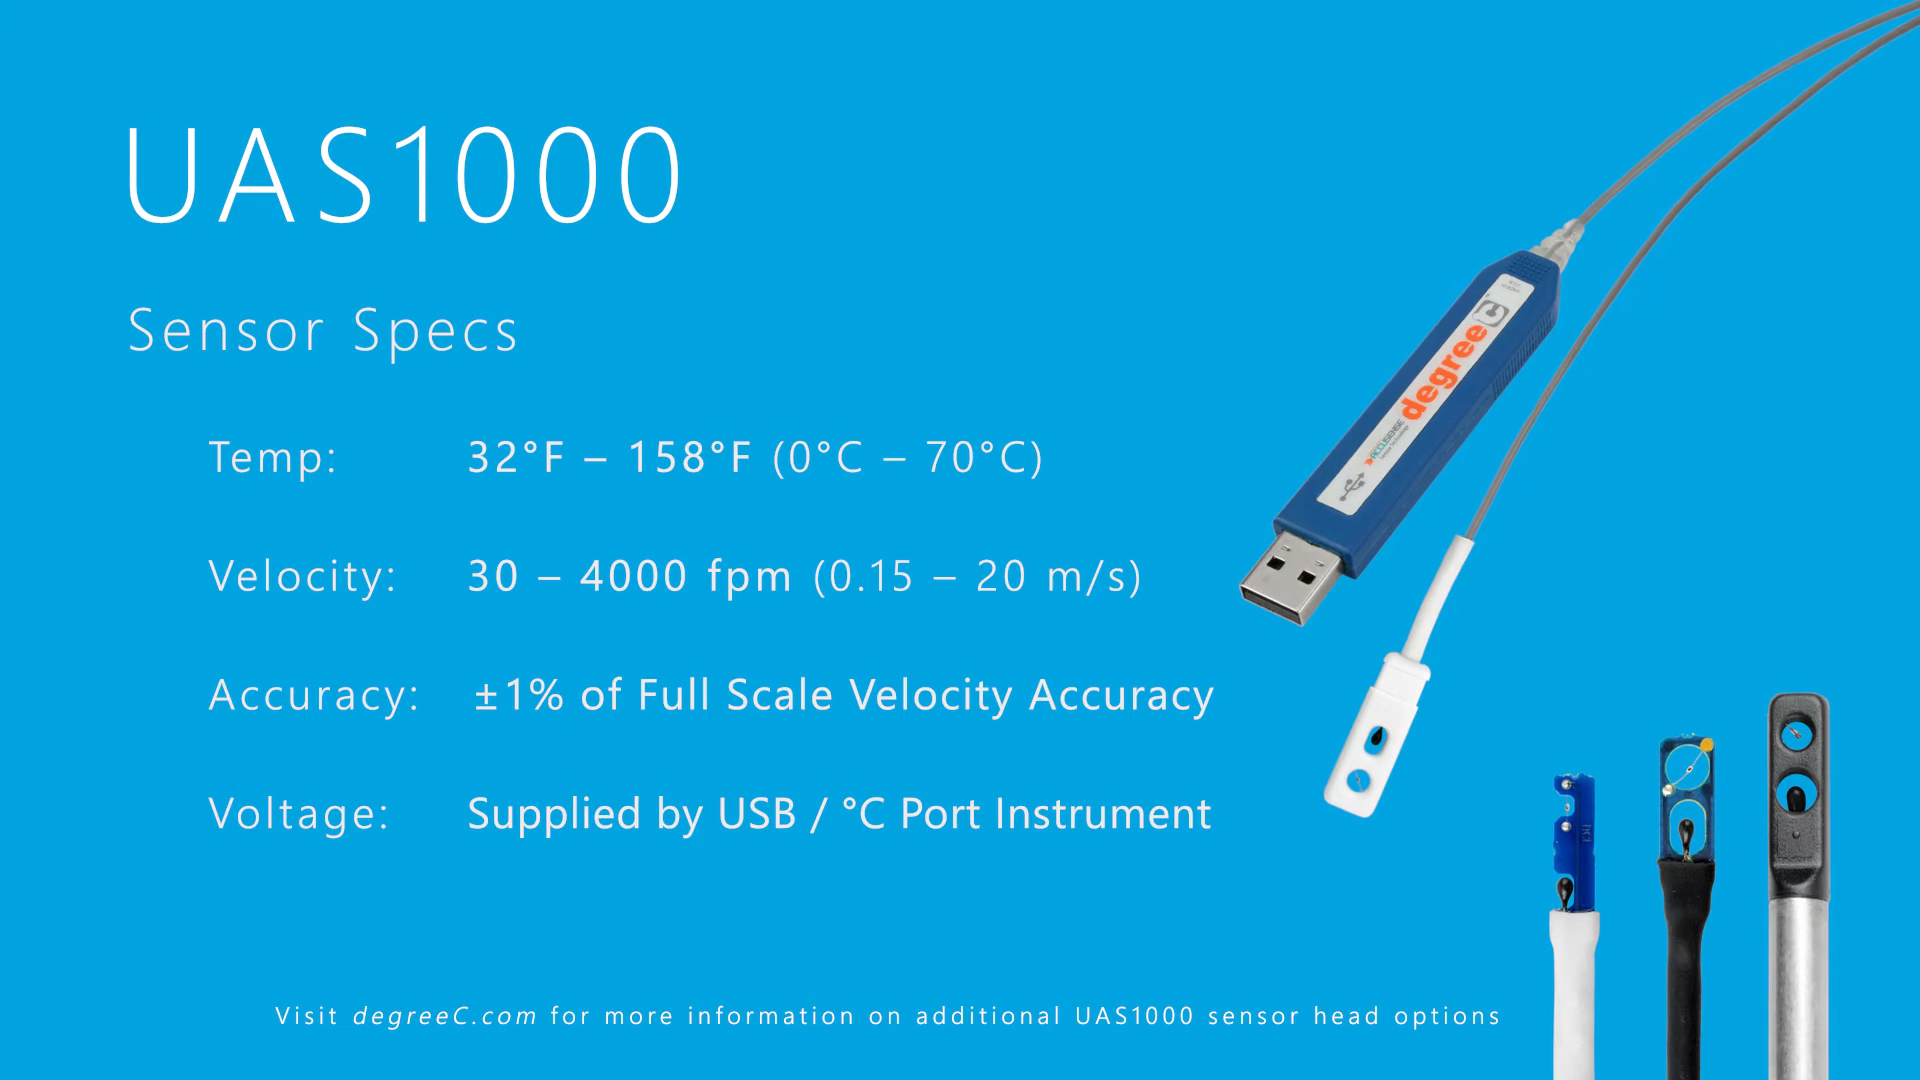 UAS1000
Sensor Specs
Temp: 32°F – 158°F (0°C – 70°C)
Velocity: 30 – 4000 fpm (0.15 – 20 m/s)
Accuracy: ±1% of Full Scale Velocity Accuracy
Voltage: Supplied by USB / °C Port Instrument
degreeC
ACCUSENSE
Visit degreeC.com for more information on additional UAS1000 sensor head options